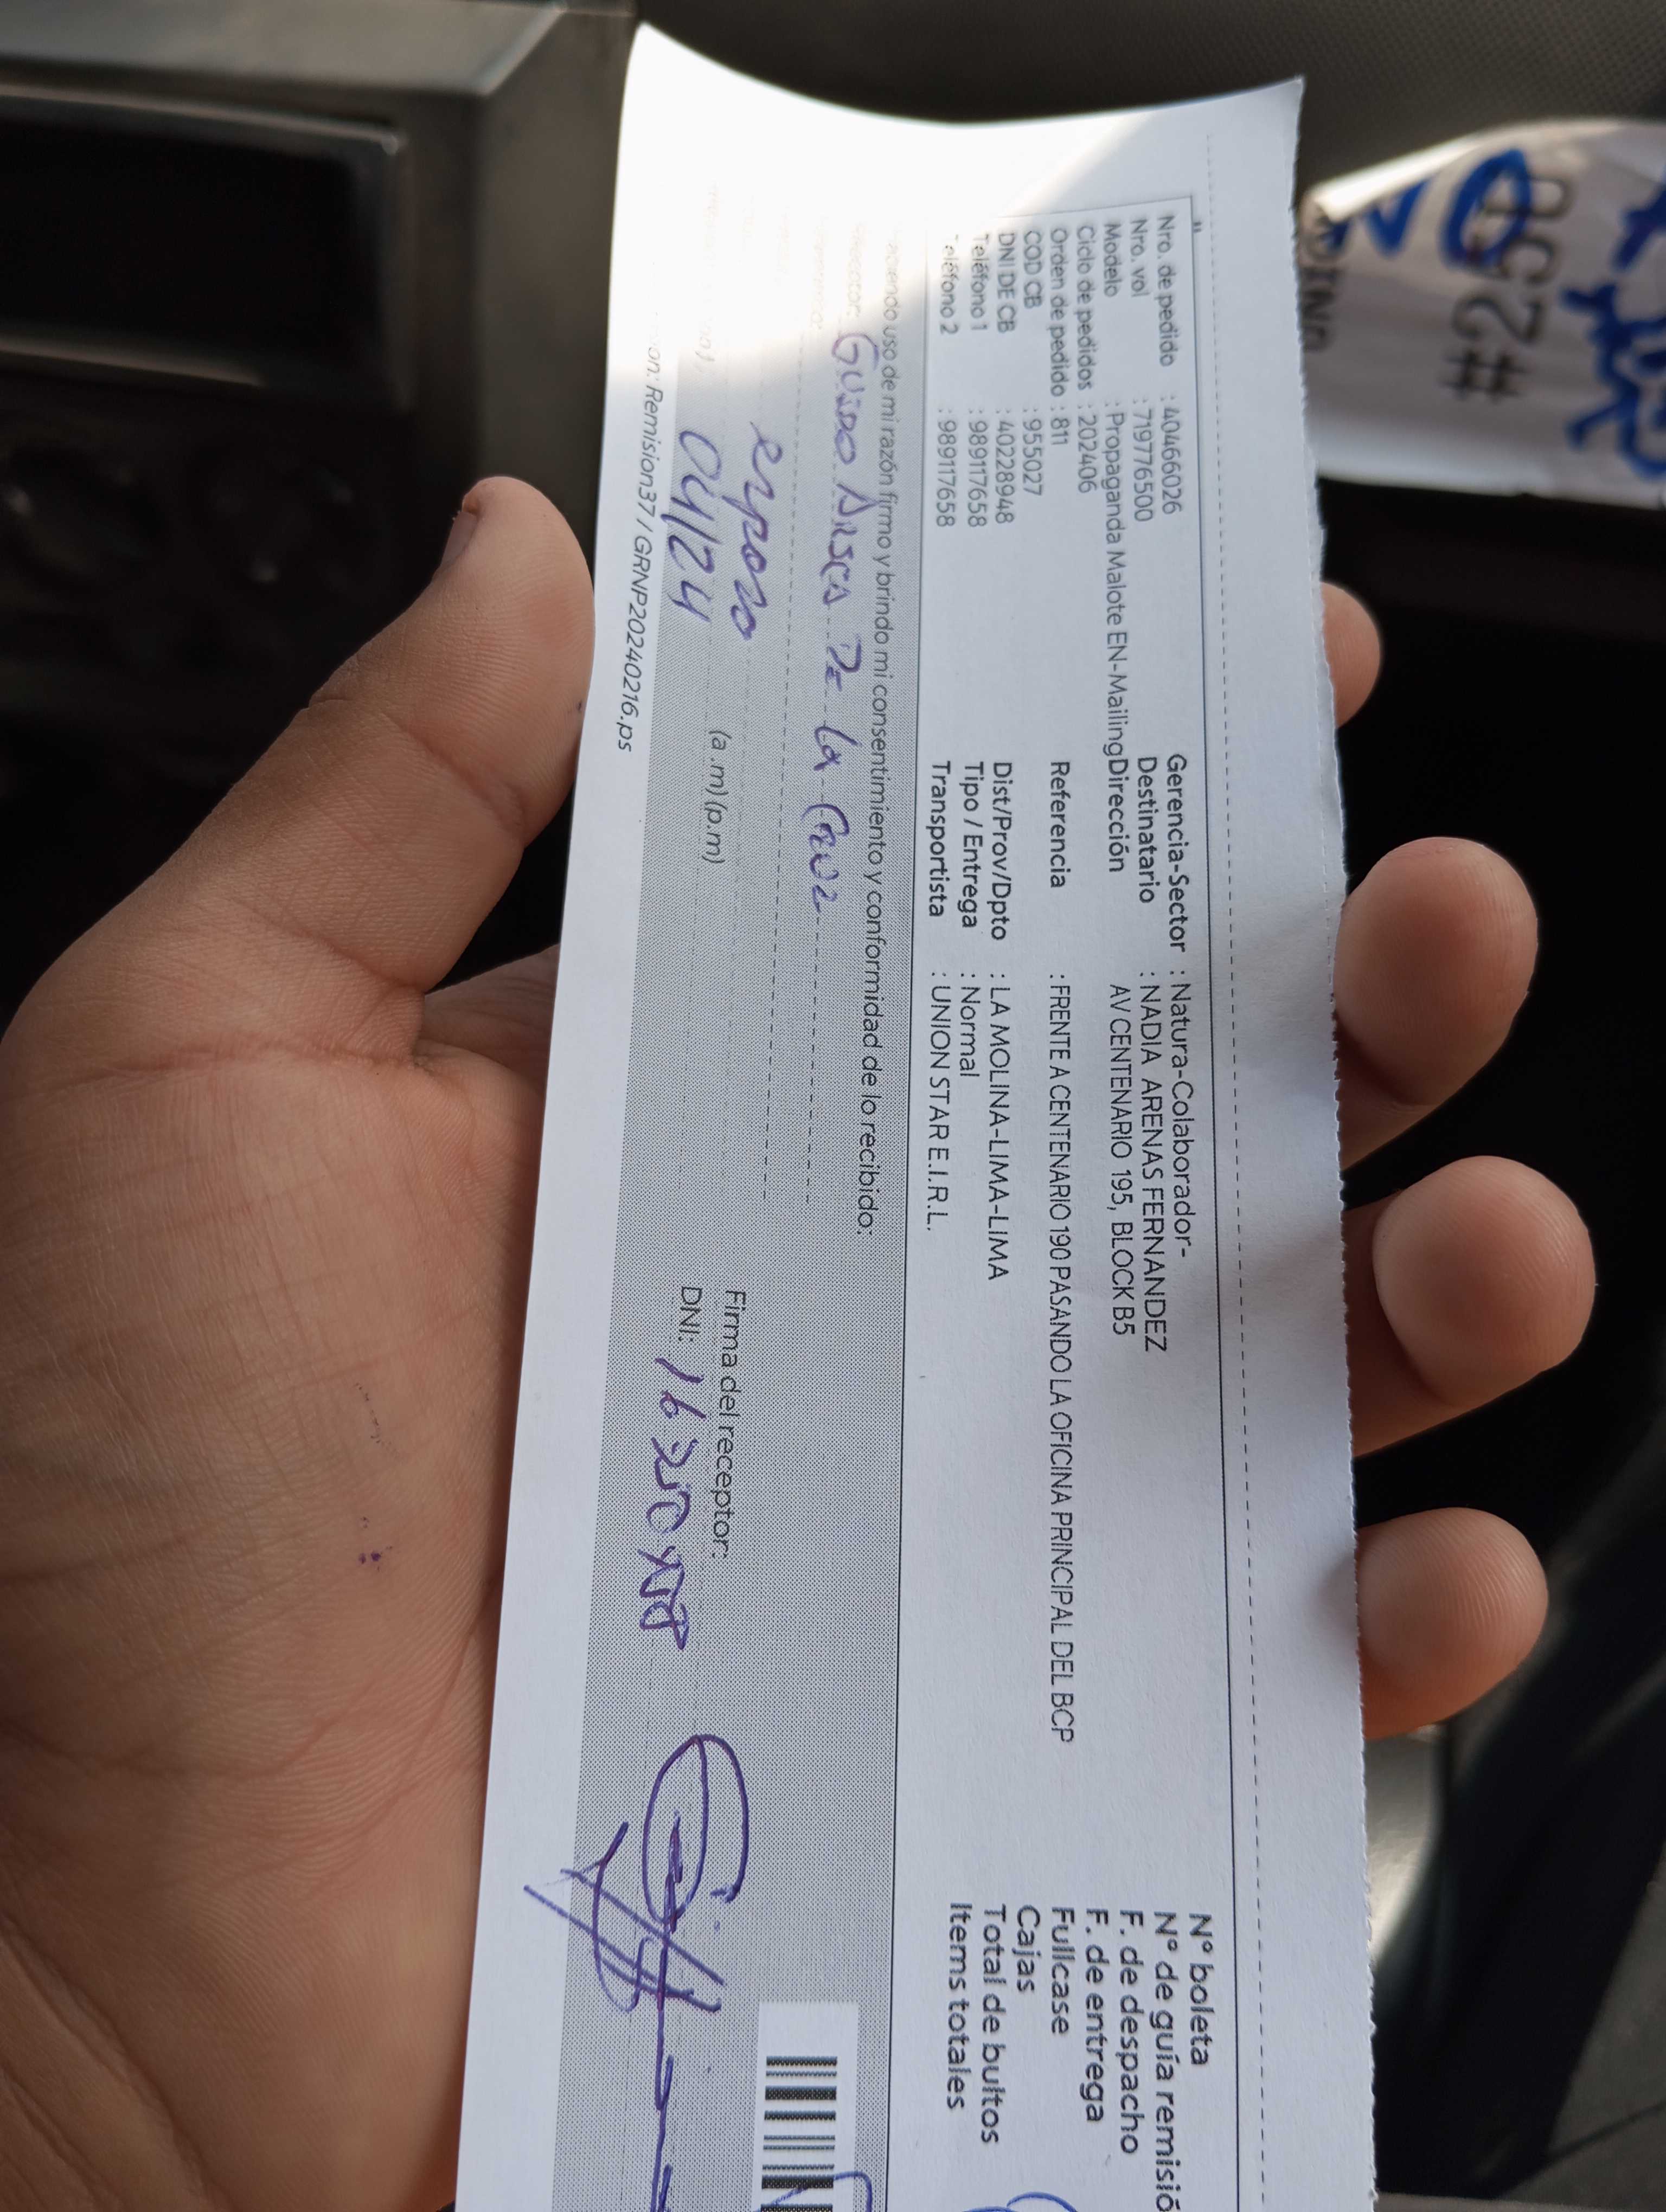 Nro. de pedido : 40466026
Nro. vol : 719776500
Modelo : Propaganda Malote EN-Mailing
Ciclo de pedidos : 202406
Orden de pedido : 811
COD CB : 955027
DNI DE CB : 40228948
Teléfono 1 : 989117658
Teléfono 2 : 989117658
Gerencia-Sector : Natura-Colaborador-
Destinatario : NADIA ARENAS FERNANDEZ
Dirección AV CENTENARIO 195, BLOCK B5
Referencia : FRENTE A CENTENARIO 190 PASANDO LA OFICINA PRINCIPAL DEL BCP
Dist/Prov/Dpto : LA MOLINA-LIMA-LIMA
Tipo / Entrega : Normal
Transportista : UNION STAR E.I.R.L.
N° boleta
N° de guía remisió
F. de despacho
F. de entrega
Fullcase
Cajas
Total de bultos
Items totales
uso de mi razón firmo y brindo mi consentimiento y conformidad de lo recibido:
De la Cruz
esposo
04/24 (a .m) (p.m)
Firma del receptor:
DNI:
Remision37 / GRNP20240216.ps
#250